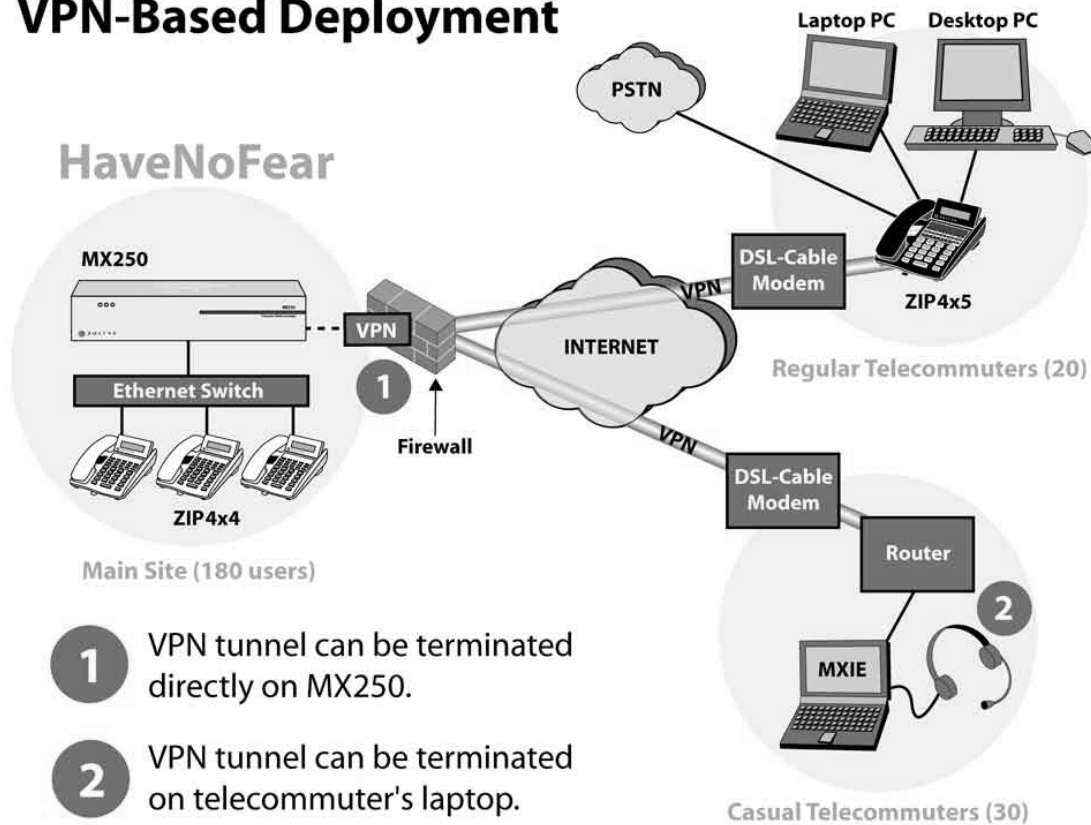 VPN-Based Deployment
Laptop PC
Desktop PC
PSTN
HaveNoFear
MX250
DSL-Cable
Modem
VPN
ZIP4x5
VPN
INTERNET
Regular Telecommuters (20)
1
Ethernet Switch
Firewall
VPN
DSL-Cable
Modem
ZIP4x4
Router
Main Site (180 users)
2
MXIE
1
VPN tunnel can be terminated
directly on MX250.
2
VPN tunnel can be terminated
on telecommuter's laptop.
Casual Telecommuters (30)